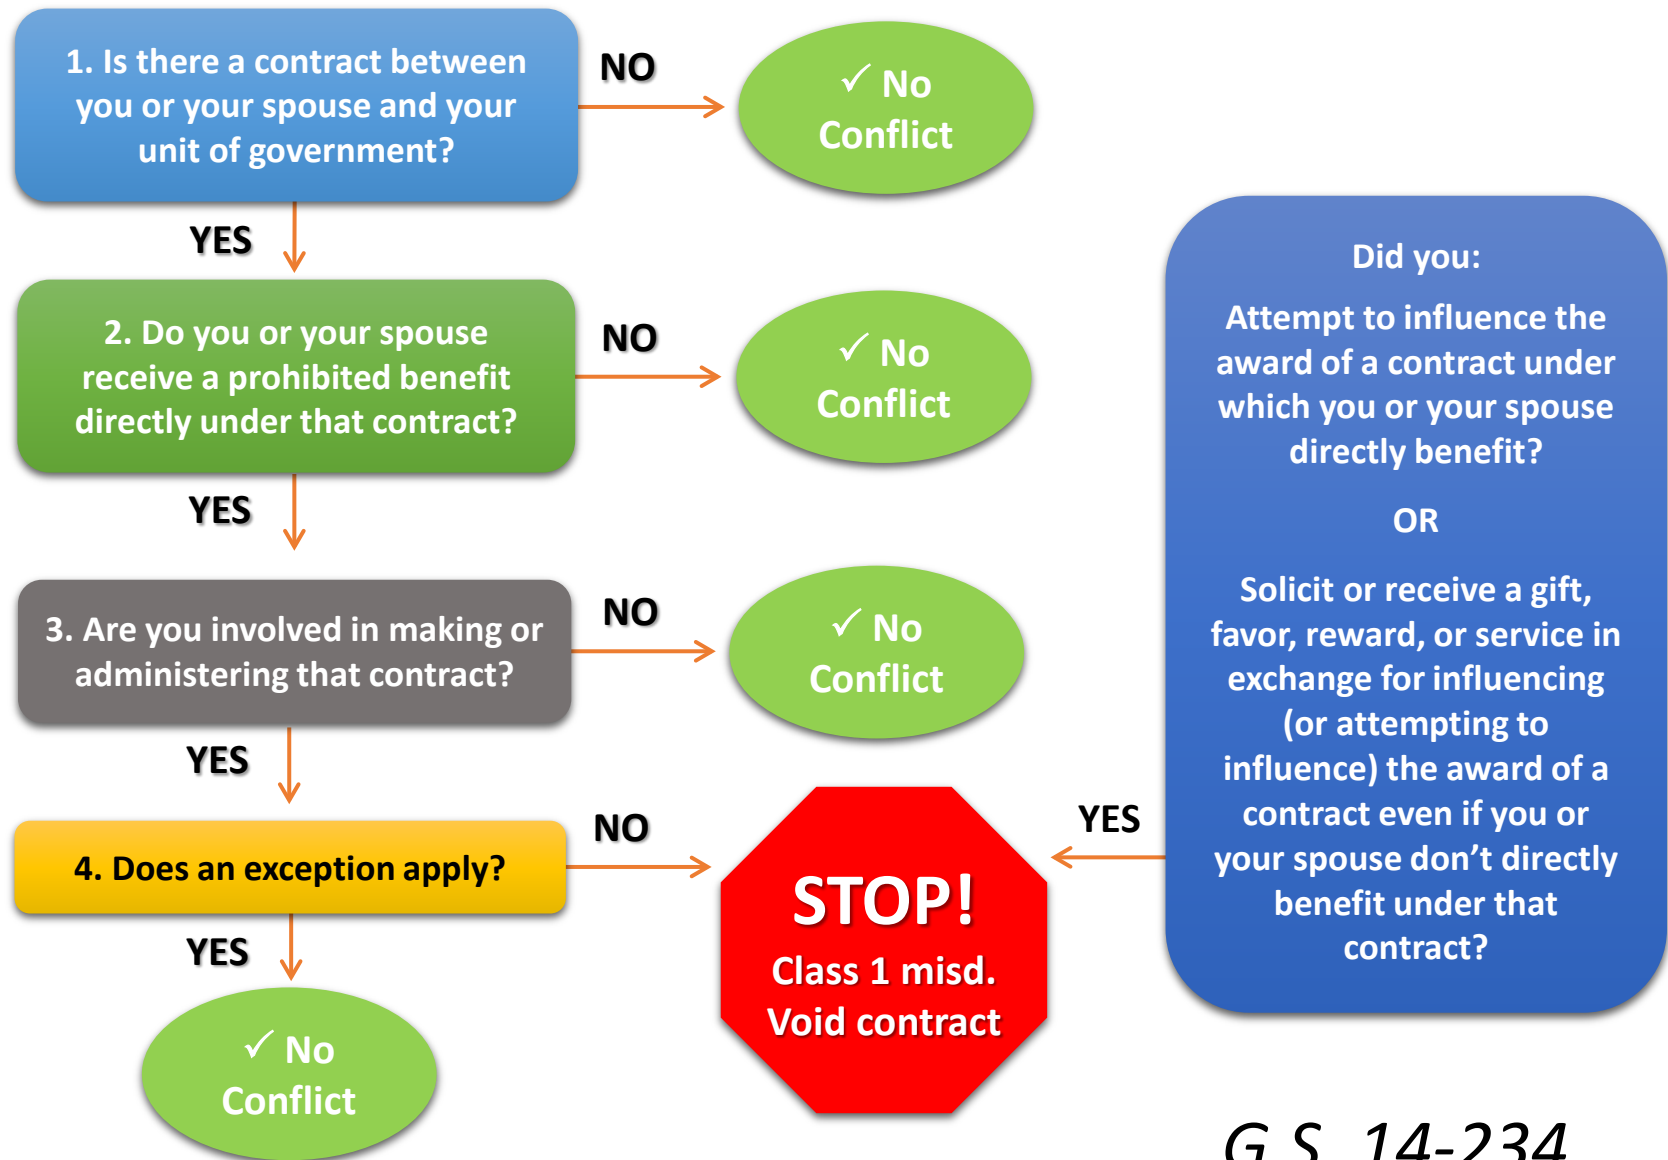 1. Is there a contract between
you or your spouse and your
unit of government?
NO
✓ No
Conflict
YES
2. Do you or your spouse
receive a prohibited benefit
directly under that contract?
NO
✓ No
Conflict
YES
3. Are you involved in making or
administering that contract?
NO
✓ No
Conflict
YES
4. Does an exception apply?
NO
STOP!
Class 1 misd.
Void contract
YES
✓ No
Conflict
Did you:
Attempt to influence the
award of a contract under
which you or your spouse
directly benefit?
OR
Solicit or receive a gift,
favor, reward, or service in
exchange for influencing
(or attempting to
influence) the award of a
contract even if you or
your spouse don’t directly
benefit under that
contract?
YES
G.S. 14-234